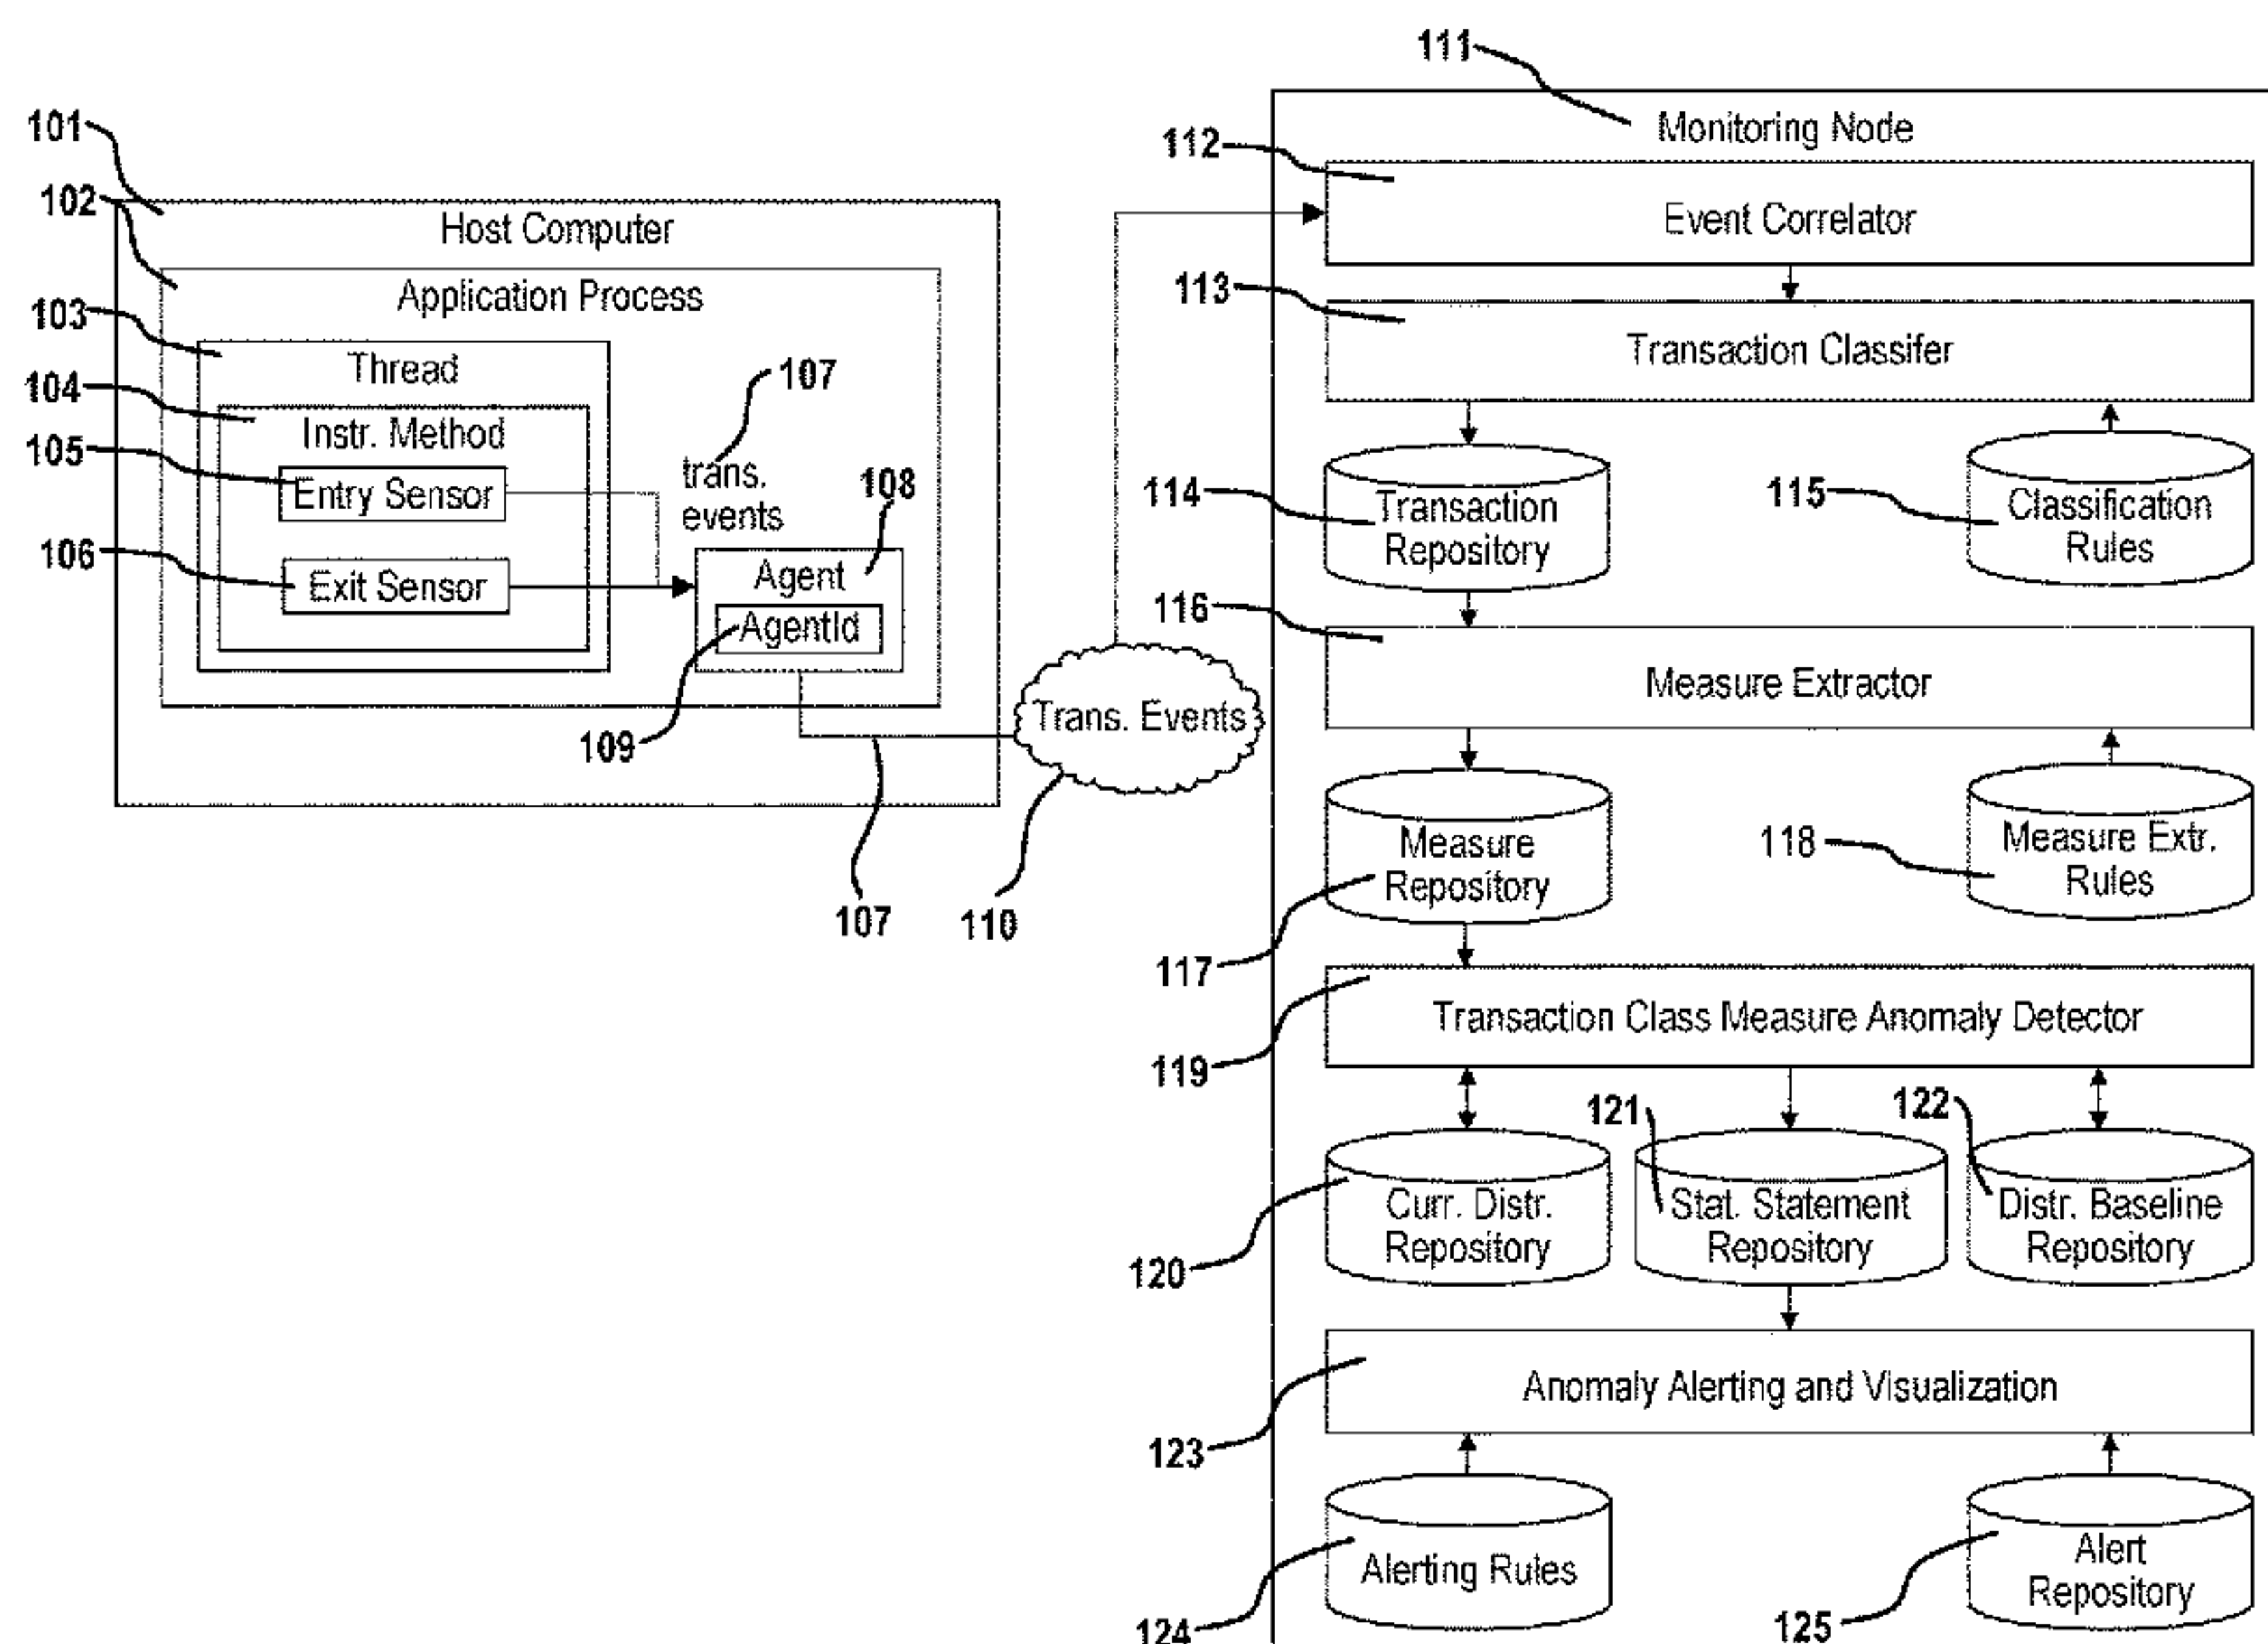 111
Monitoring Node
112
Event Correlator
113
Transaction Classifer
114
Transaction
Repository
115
Classification
Rules
116
Measure Extractor
117
Measure
Repository
118
Measure Extr.
Rules
119
Transaction Class Measure Anomaly Detector
120
Curr. Distr.
Repository
121
Stat. Statement
Repository
122
Distr. Baseline
Repository
123
Anomaly Alerting and Visualization
124
Alerting Rules
125
Alert
Repository
101
Host Computer
102
Application Process
103
Thread
104
Instr. Method
105
Entry Sensor
106
Exit Sensor
107
trans.
events
108
Agent
AgentId
109
107
Trans. Events
110